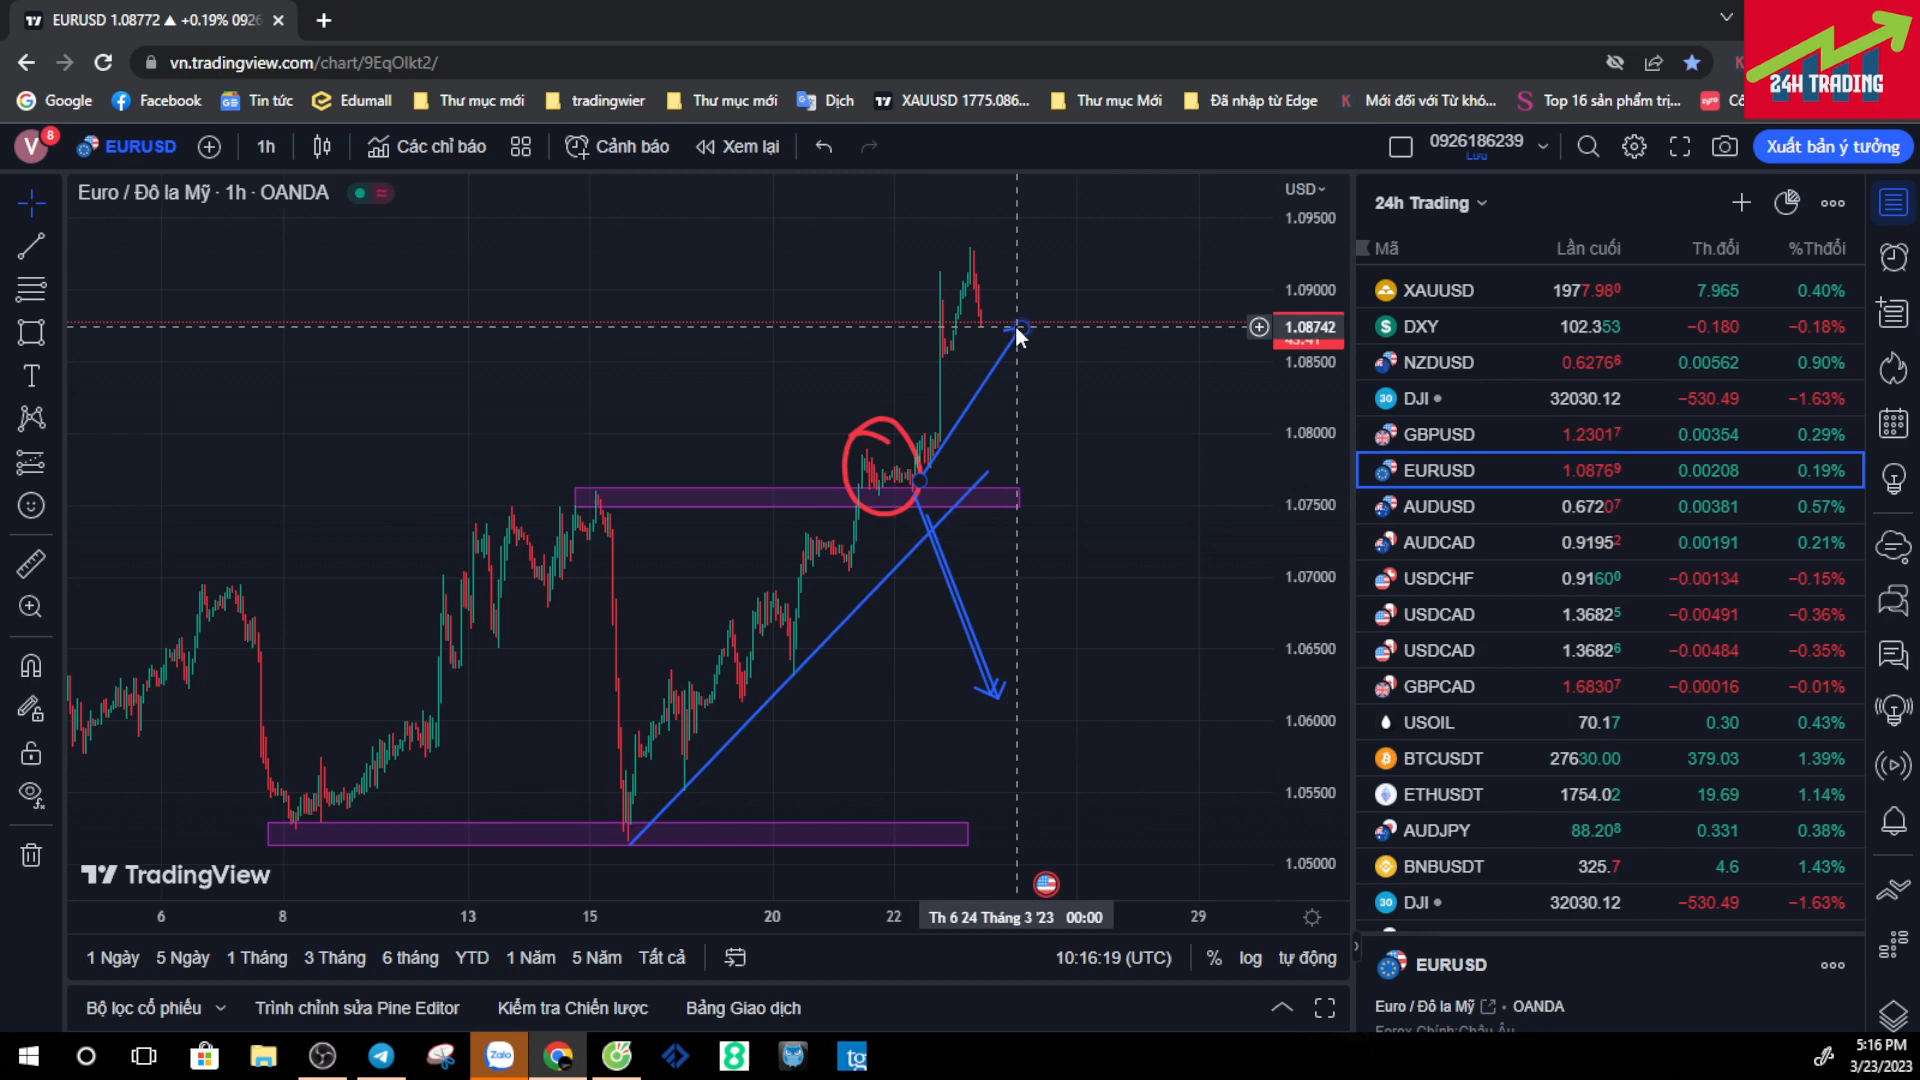 EURUSD 1.08772 ▲ +0.19% 0926
24H TRADING
vn.tradingview.com/chart/9EqOlkt2/
Google
Facebook
Tin tức
Edumall
Thư mục mới
tradingwier
Thư mục mới
Dịch
XAUUSD 1775.086...
Thư mục Mới
Đã nhập từ Edge
Mới đối với Từ khó...
Top 16 sản phẩm trị...
V 8
EURUSD
1h
Các chỉ báo
Cảnh báo
Xem lại
0926186239
Lưu
Xuất bản ý tưởng
Euro / Đô la Mỹ · 1h · OANDA
USD
1.09500
1.09000
1.08742
1.08500
1.08000
1.07500
1.07000
1.06500
1.06000
1.05500
1.05000
TradingView
6 8 13 15 20 22 Th 6 24 Tháng 3 '23 00:00 29
1 Ngày 5 Ngày 1 Tháng 3 Tháng 6 tháng YTD 1 Năm 5 Năm Tất cả
10:16:19 (UTC) % log tự động
Bộ lọc cổ phiếu Trình chỉnh sửa Pine Editor Kiểm tra Chiến lược Bảng Giao dịch
24h Trading
Mã Lần cuối Th.đổi %Thđổi
XAUUSD 1977.980 7.965 0.40%
DXY 102.353 −0.180 −0.18%
NZDUSD 0.62766 0.00562 0.90%
DJI 32030.12 −530.49 −1.63%
GBPUSD 1.23017 0.00354 0.29%
EURUSD 1.08769 0.00208 0.19%
AUDUSD 0.67207 0.00381 0.57%
AUDCAD 0.91952 0.00191 0.21%
USDCHF 0.91600 −0.00134 −0.15%
USDCAD 1.36825 −0.00491 −0.36%
USDCAD 1.36826 −0.00484 −0.35%
GBPCAD 1.68307 −0.00016 −0.01%
USOIL 70.17 0.30 0.43%
BTCUSDT 27630.00 379.03 1.39%
ETHUSDT 1754.02 19.69 1.14%
AUDJPY 88.208 0.331 0.38%
BNBUSDT 325.7 4.6 1.43%
DJI 32030.12 −530.49 −1.63%
EURUSD
Euro / Đô la Mỹ • OANDA
Zalo
tg
5:16 PM
3/23/2023